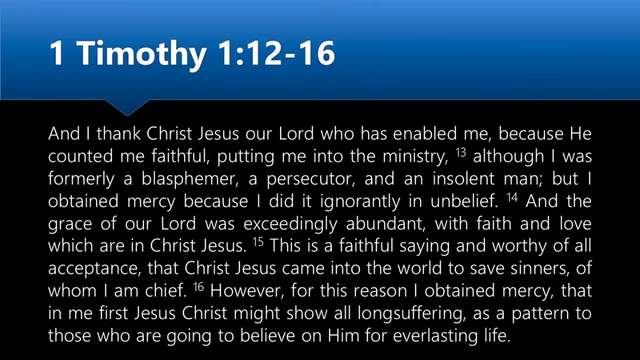 1 Timothy 1:12-16
And I thank Christ Jesus our Lord who has enabled me, because He
counted me faithful, putting me into the ministry, 13 although I was
formerly a blasphemer, a persecutor, and an insolent man; but I
obtained mercy because I did it ignorantly in unbelief. 14 And the
grace of our Lord was exceedingly abundant, with faith and love
which are in Christ Jesus. 15 This is a faithful saying and worthy of all
acceptance, that Christ Jesus came into the world to save sinners, of
whom I am chief. 16 However, for this reason I obtained mercy, that
in me first Jesus Christ might show all longsuffering, as a pattern to
those who are going to believe on Him for everlasting life.